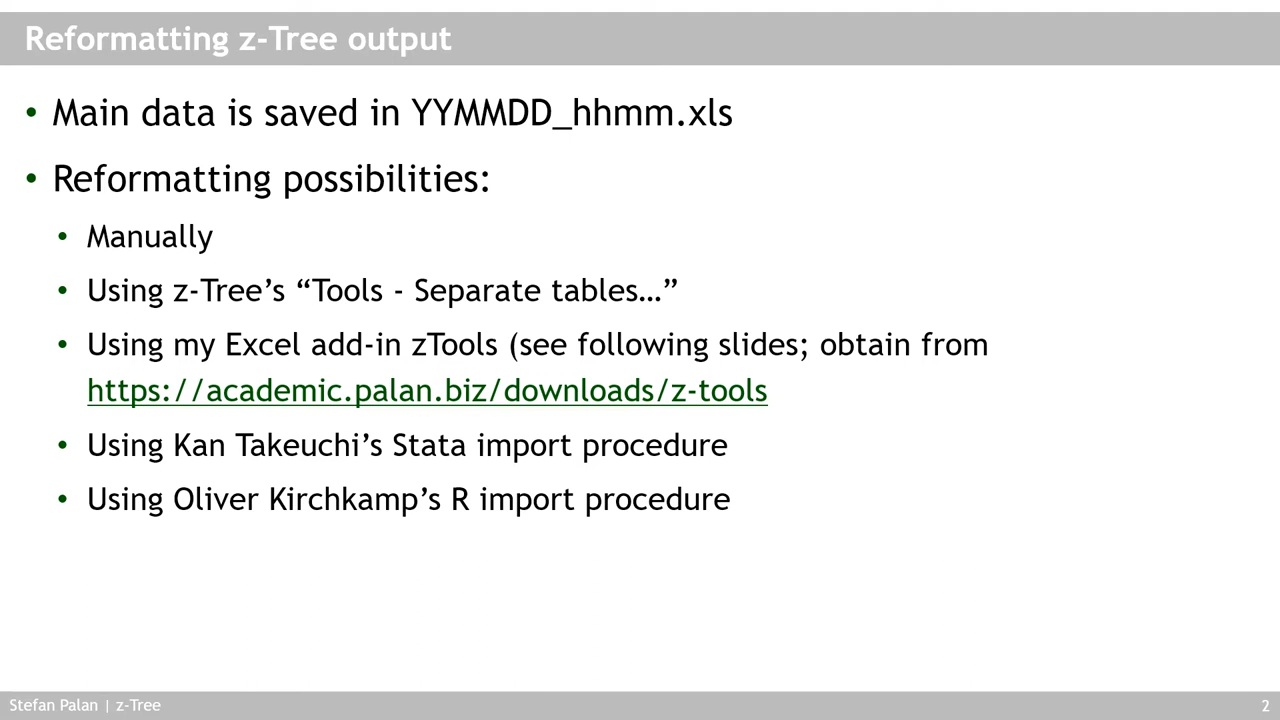 Reformatting z-Tree output
• Main data is saved in YYMMDD_hhmm.xls
• Reformatting possibilities:
• Manually
• Using z-Tree’s “Tools - Separate tables…”
• Using my Excel add-in zTools (see following slides; obtain from
https://academic.palan.biz/downloads/z-tools
• Using Kan Takeuchi’s Stata import procedure
• Using Oliver Kirchkamp’s R import procedure
Stefan Palan | z-Tree
2